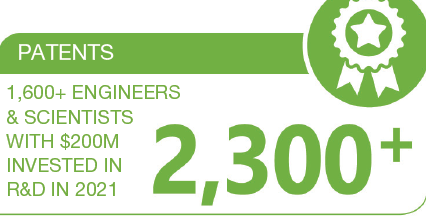 PATENTS
1,600+ ENGINEERS
& SCIENTISTS
WITH $200M
INVESTED IN
R&D IN 2021
2,300+